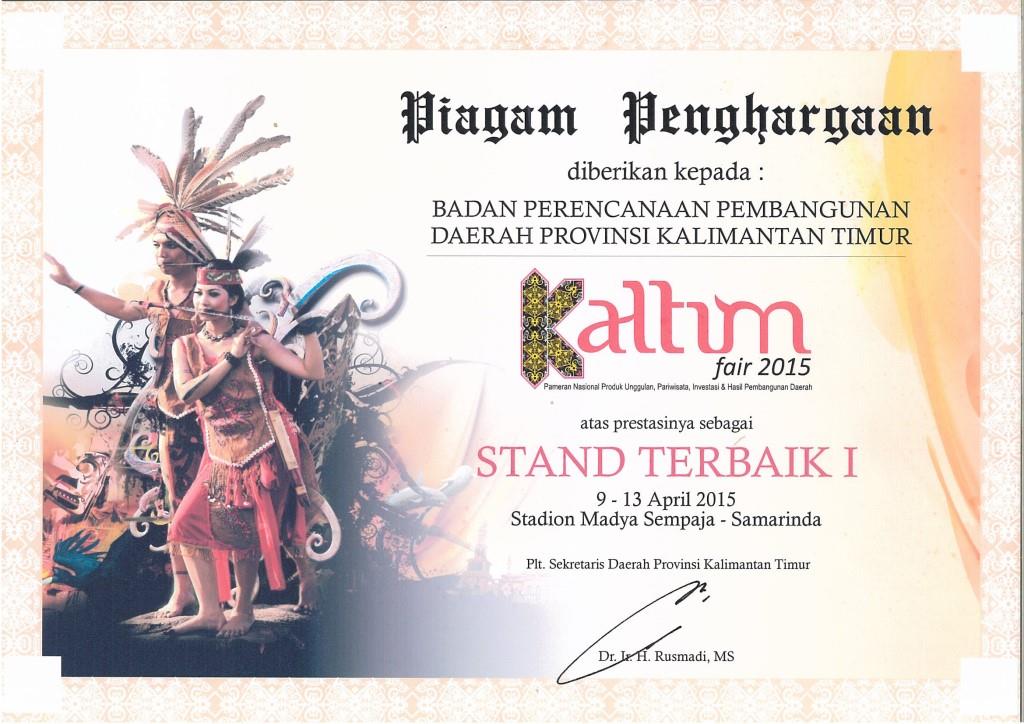 Piagam Penghargaan
diberikan kepada :
BADAN PERENCANAAN PEMBANGUNAN
DAERAH PROVINSI KALIMANTAN TIMUR
Kaltim
fair 2015
Pameran Nasional Produk Unggulan, Pariwisata, Investasi & Hasil Pembangunan Daerah
atas prestasinya sebagai
STAND TERBAIK I
9 - 13 April 2015
Stadion Madya Sempaja - Samarinda
Plt. Sekretaris Daerah Provinsi Kalimantan Timur
Dr. Ir. H. Rusmadi, MS